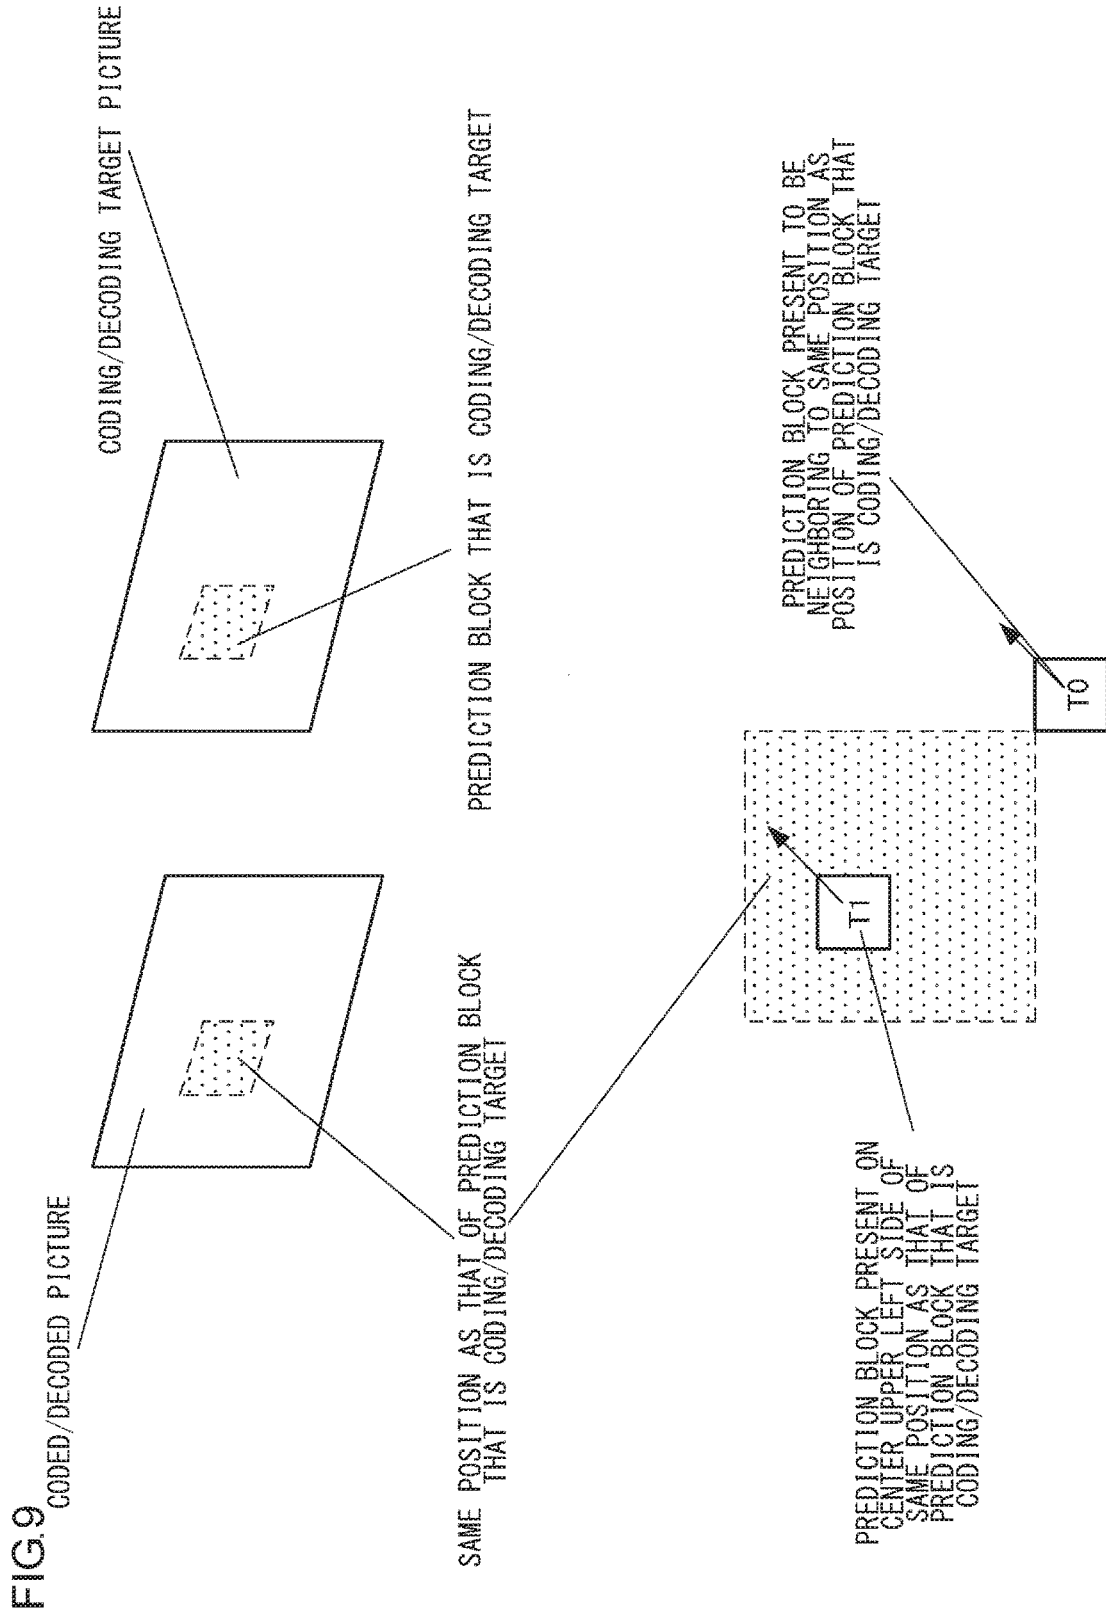 FIG.9
CODED/DECODED PICTURE
CODING/DECODING TARGET PICTURE
SAME POSITION AS THAT OF PREDICTION BLOCK
THAT IS CODING/DECODING TARGET
PREDICTION BLOCK THAT IS CODING/DECODING TARGET
PREDICTION BLOCK PRESENT ON
CENTER UPPER LEFT SIDE OF
SAME POSITION AS THAT OF
PREDICTION BLOCK THAT IS
CODING/DECODING TARGET
T1
PREDICTION BLOCK PRESENT TO BE
NEIGHBORING TO SAME POSITION AS
POSITION OF PREDICTION BLOCK THAT
IS CODING/DECODING TARGET
T0